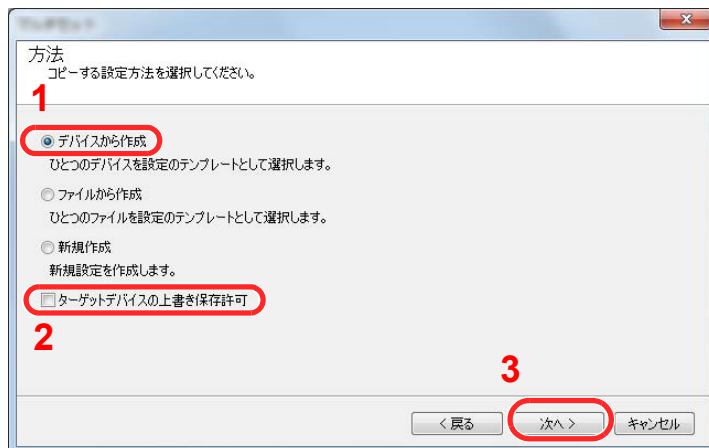 方法
コピーする設定方法を選択してください。
1
デバイスから作成
ひとつのデバイスを設定のテンプレートとして選択します。
ファイルから作成
ひとつのファイルを設定のテンプレートとして選択します。
新規作成
新規設定を作成します。
ターゲットデバイスの上書き保存許可
2
3
< 戻る 次へ > キャンセル